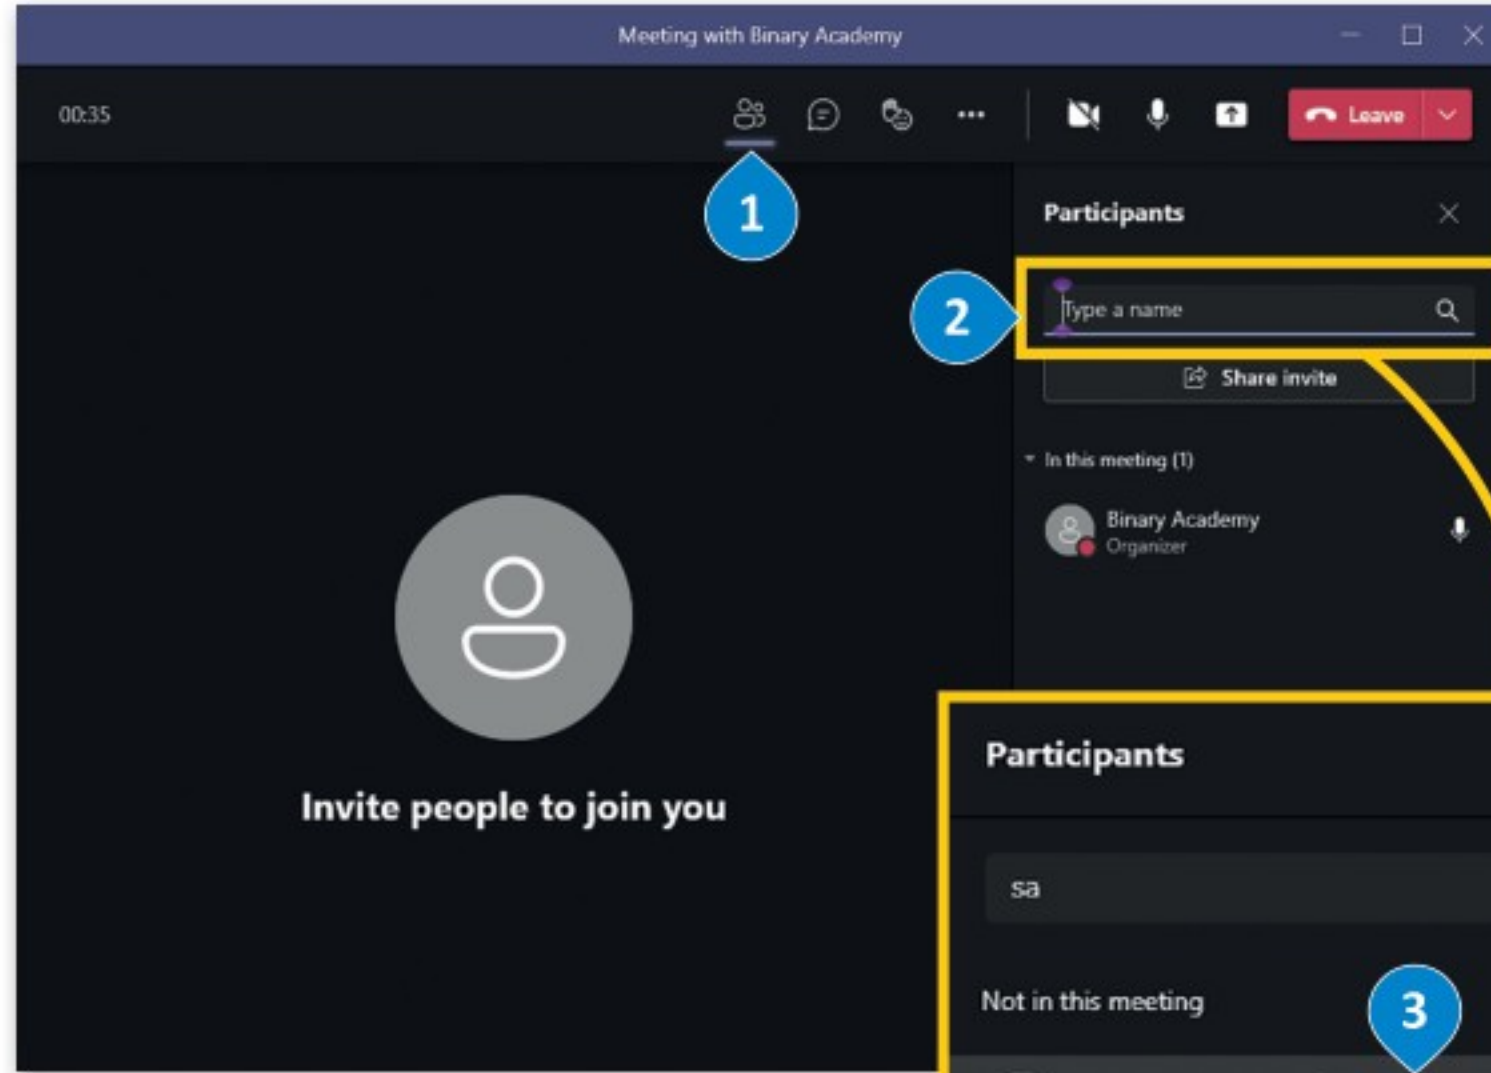 Meeting with Binary Academy
00:35
Leave
1
Participants
2
Type a name
Share invite
In this meeting (1)
Binary Academy
Organizer
Invite people to join you
Participants
sa
Not in this meeting
3